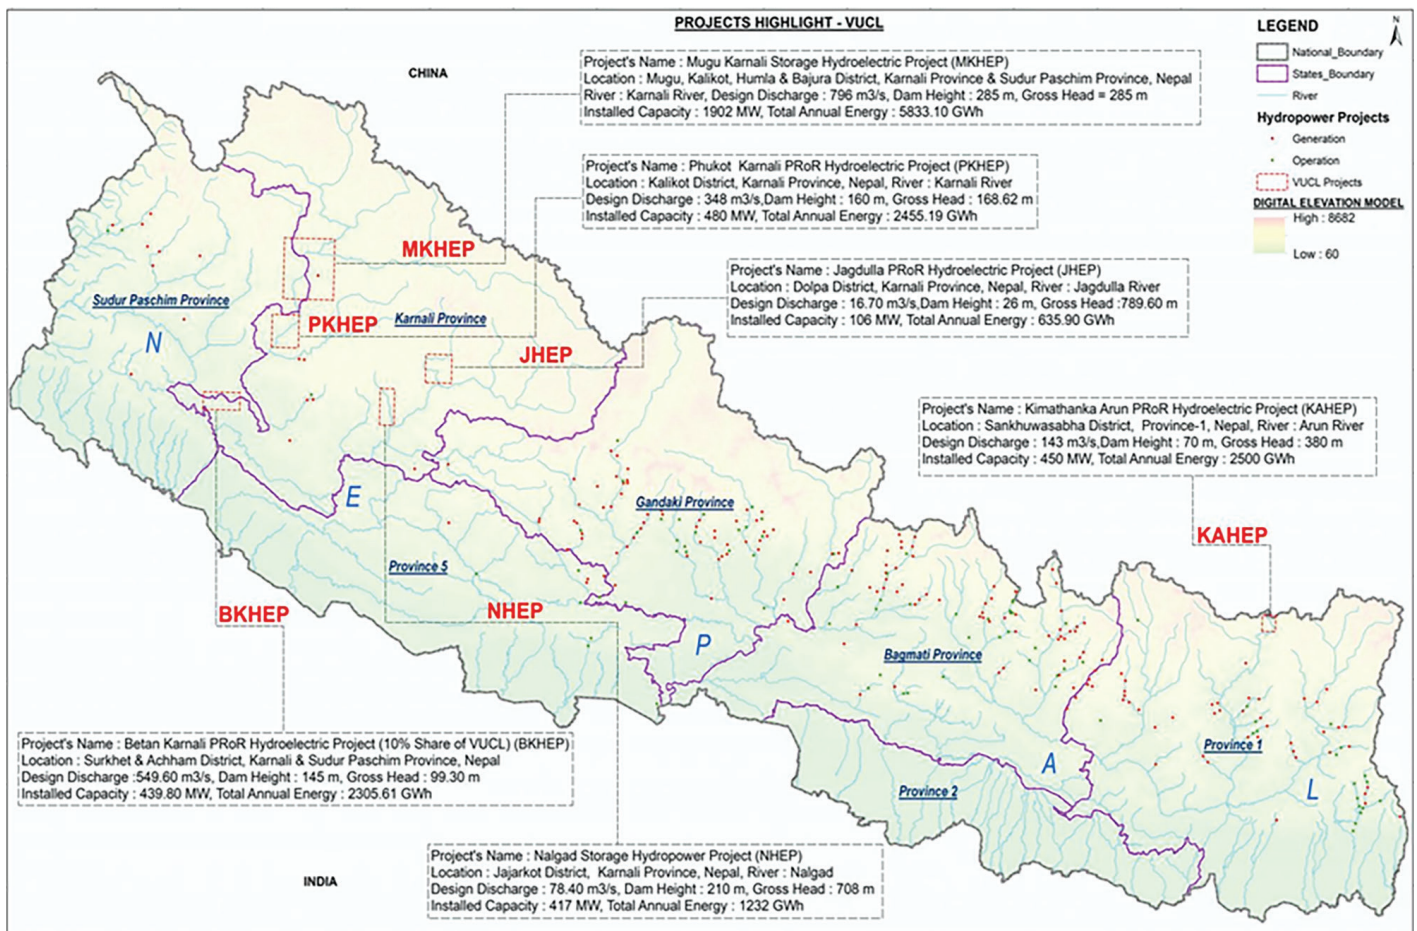 PROJECTS HIGHLIGHT - VUCL
LEGEND
N
National_Boundary
States_Boundary
River
Hydropower Projects
Generation
Operation
VUCL Projects
DIGITAL ELEVATION MODEL
High : 8682
Low : 60
CHINA
Project's Name : Mugu Karnali Storage Hydroelectric Project (MKHEP)
Location : Mugu, Kalikot, Humla & Bajura District, Karnali Province & Sudur Paschim Province, Nepal
River : Karnali River, Design Discharge : 796 m3/s, Dam Height : 285 m, Gross Head = 285 m
Installed Capacity : 1902 MW, Total Annual Energy : 5833.10 GWh
Project's Name : Phukot Karnali PRoR Hydroelectric Project (PKHEP)
Location : Kalikot District, Karnali Province, Nepal, River : Karnali River
Design Discharge : 348 m3/s,Dam Height : 160 m, Gross Head : 168.62 m
Installed Capacity : 480 MW, Total Annual Energy : 2455.19 GWh
MKHEP
Project's Name : Jagdulla PRoR Hydroelectric Project (JHEP)
Location : Dolpa District, Karnali Province, Nepal, River : Jagdulla River
Design Discharge : 16.70 m3/s,Dam Height : 26 m, Gross Head :789.60 m
Installed Capacity : 106 MW, Total Annual Energy : 635.90 GWh
Sudur Paschim Province
PKHEP
Karnali Province
N
JHEP
Project's Name : Kimathanka Arun PRoR Hydroelectric Project (KAHEP)
Location : Sankhuwasabha District, Province-1, Nepal, River : Arun River
Design Discharge : 143 m3/s,Dam Height : 70 m, Gross Head : 380 m
Installed Capacity : 450 MW, Total Annual Energy : 2500 GWh
E
Gandaki Province
KAHEP
Province 5
BKHEP
NHEP
P
Bagmati Province
Province 1
A
Province 2
L
Project's Name : Betan Karnali PRoR Hydroelectric Project (10% Share of VUCL) (BKHEP)
Location : Surkhet & Achham District, Karnali & Sudur Paschim Province, Nepal
Design Discharge :549.60 m3/s, Dam Height : 145 m, Gross Head : 99.30 m
Installed Capacity : 439.80 MW, Total Annual Energy : 2305.61 GWh
INDIA
Project's Name : Nalgad Storage Hydropower Project (NHEP)
Location : Jajarkot District, Karnali Province, Nepal, River : Nalgad
Design Discharge : 78.40 m3/s, Dam Height : 210 m, Gross Head : 708 m
Installed Capacity : 417 MW, Total Annual Energy : 1232 GWh